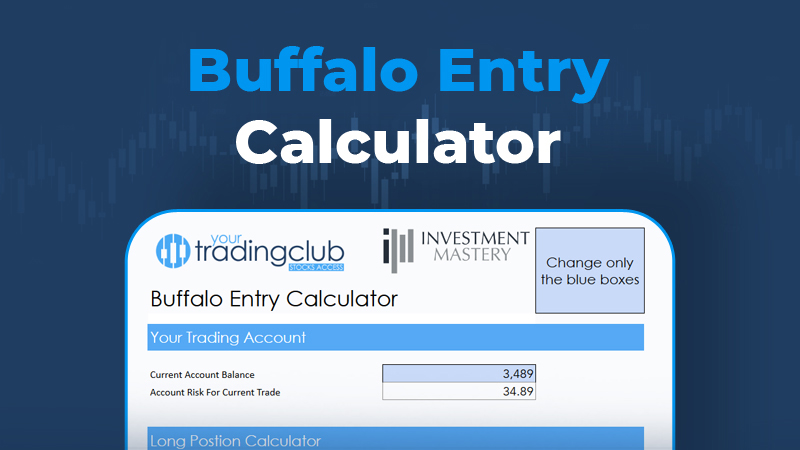 Buffalo Entry
Calculator
your
tradingclub
STOCKS ACCESS
INVESTMENT
MASTERY
Change only
the blue boxes
Buffalo Entry Calculator
Your Trading Account
Current Account Balance 3,489
Account Risk For Current Trade 34.89
Long Postion Calculator